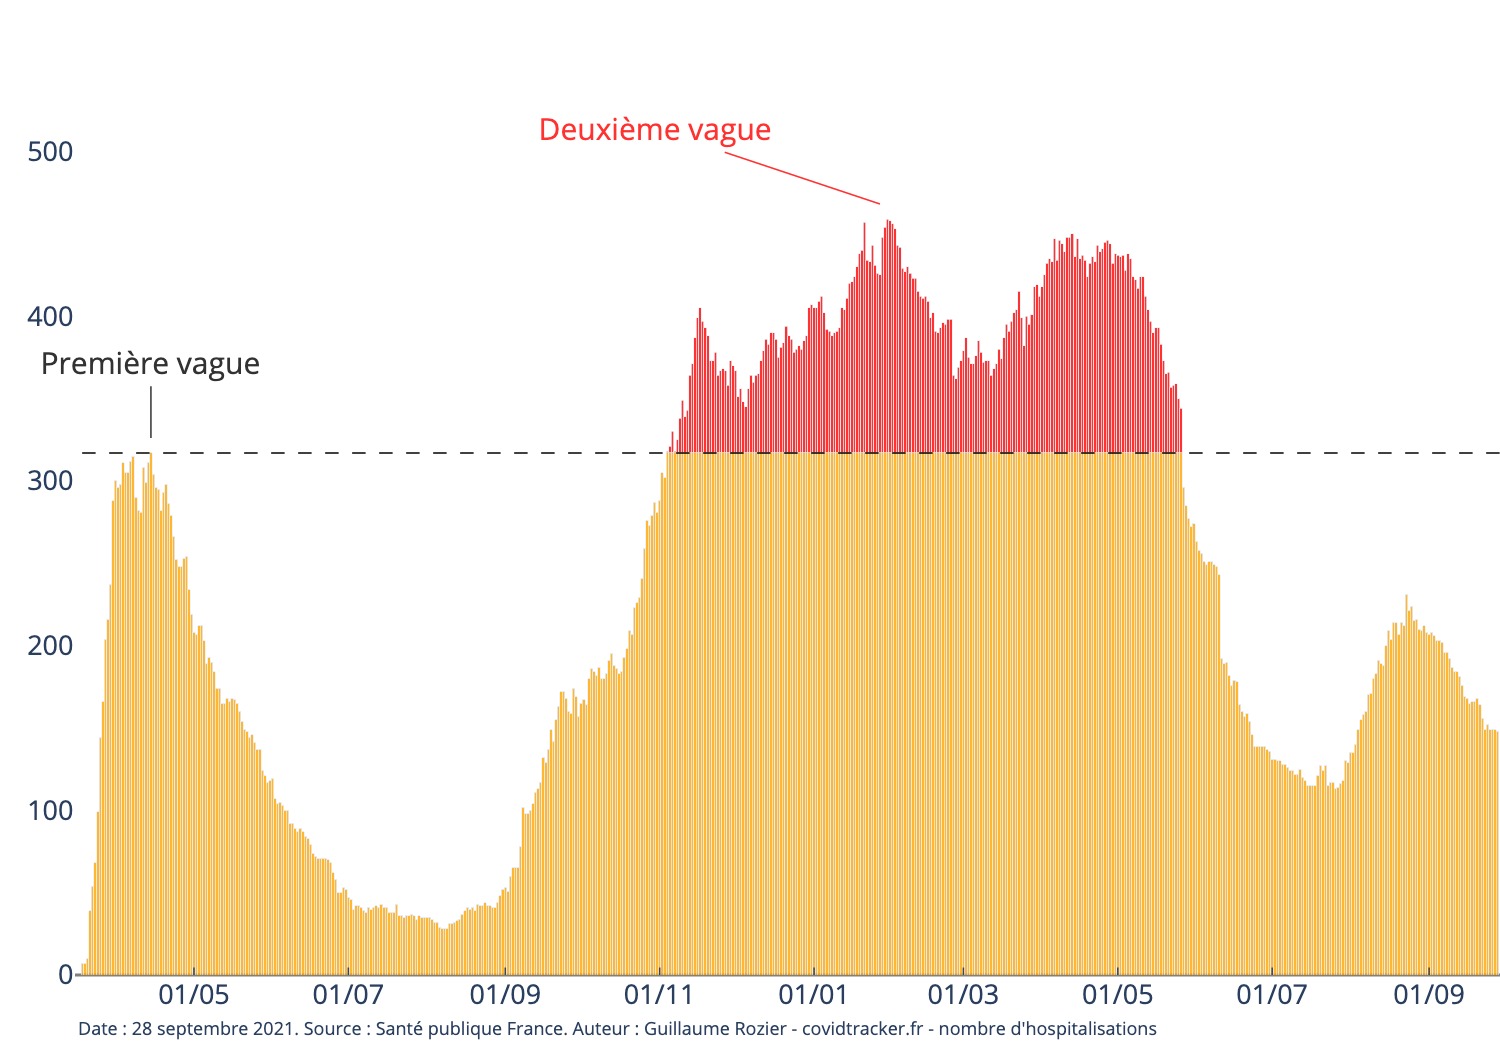 Deuxième vague
500
400
Première vague
300
200
100
0
01/05 01/07 01/09 01/11 01/01 01/03 01/05 01/07 01/09
Date : 28 septembre 2021. Source : Santé publique France. Auteur : Guillaume Rozier - covidtracker.fr - nombre d'hospitalisations